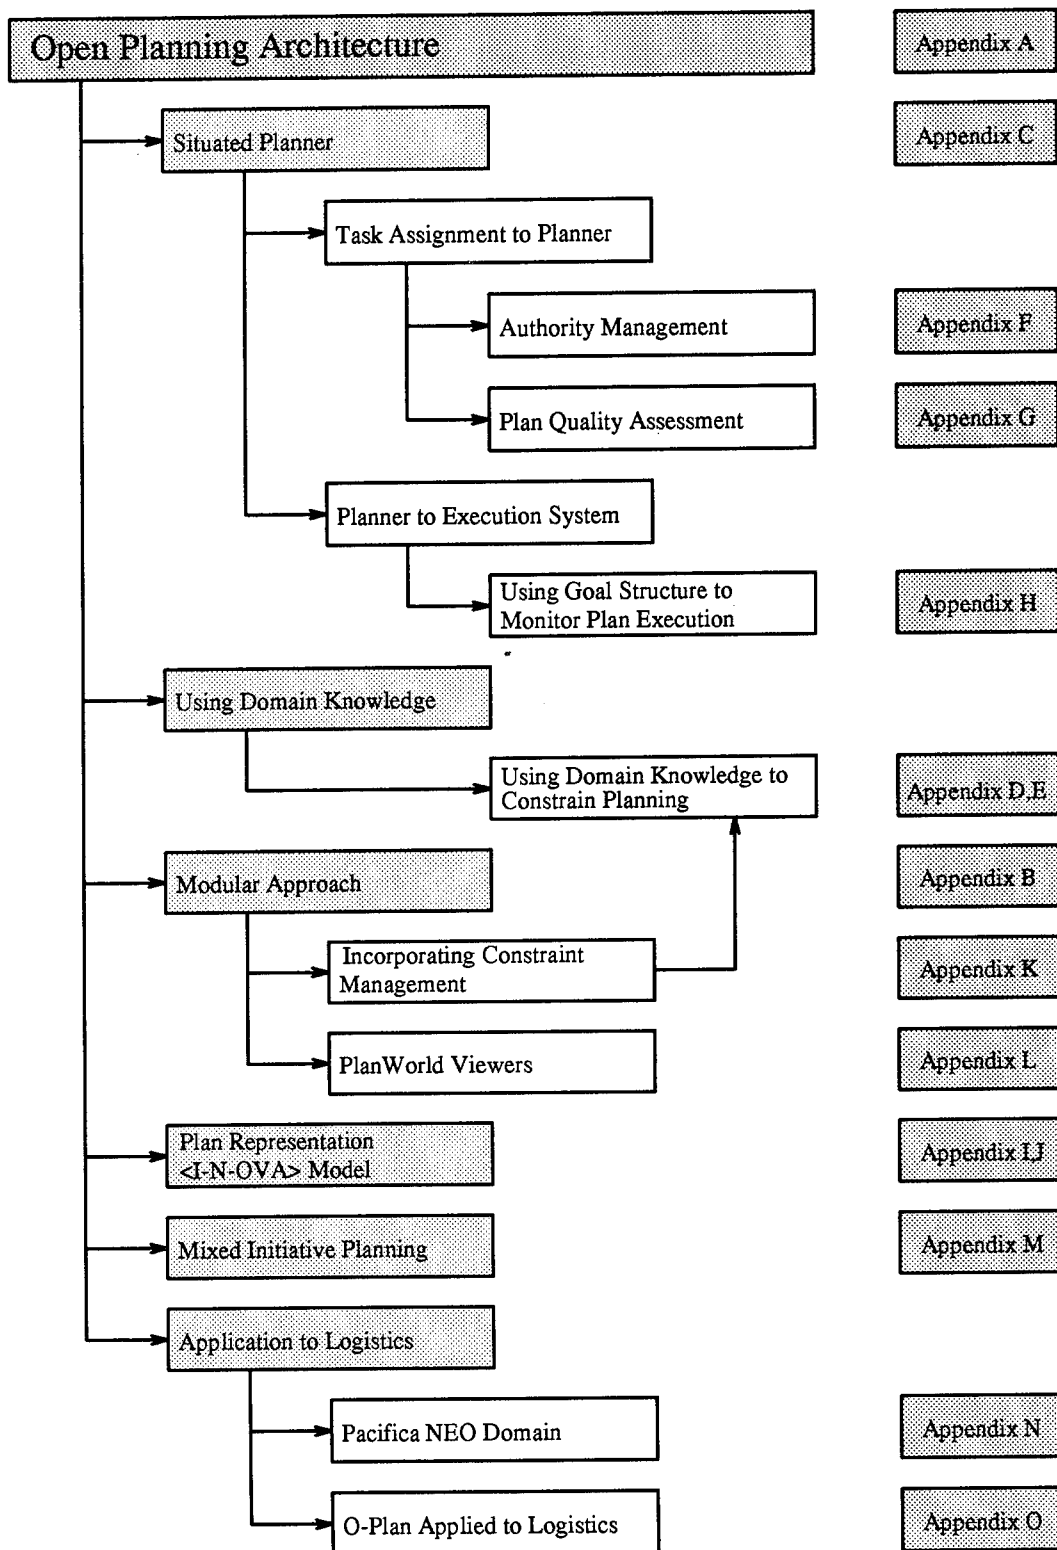 Open Planning Architecture
Appendix A
Situated Planner
Appendix C
Task Assignment to Planner
Authority Management
Appendix F
Plan Quality Assessment
Appendix G
Planner to Execution System
Using Goal Structure to
Monitor Plan Execution
Appendix H
Using Domain Knowledge
Using Domain Knowledge to
Constrain Planning
Appendix D,E
Modular Approach
Appendix B
Incorporating Constraint
Management
Appendix K
PlanWorld Viewers
Appendix L
Plan Representation
<I-N-OVA> Model
Appendix I,J
Mixed Initiative Planning
Appendix M
Application to Logistics
Pacifica NEO Domain
Appendix N
O-Plan Applied to Logistics
Appendix O